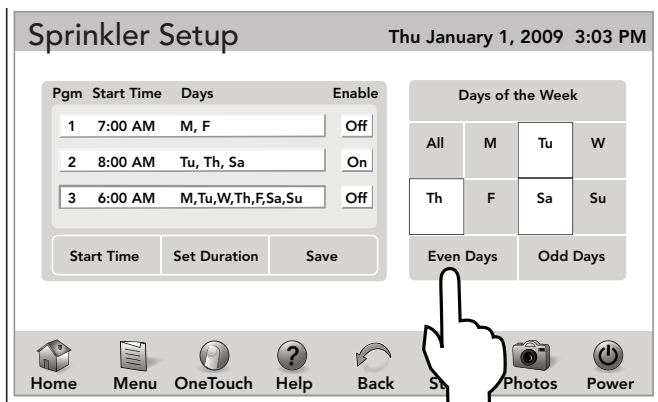 Sprinkler Setup
Thu January 1, 2009 3:03 PM
Pgm Start Time Days Enable
1 7:00 AM M, F Off
2 8:00 AM Tu, Th, Sa On
3 6:00 AM M,Tu,W,Th,F,Sa,Su Off
Start Time Set Duration Save
Days of the Week
All M Tu W
Th F Sa Su
Even Days Odd Days
Home Menu OneTouch Help Back Photos Power